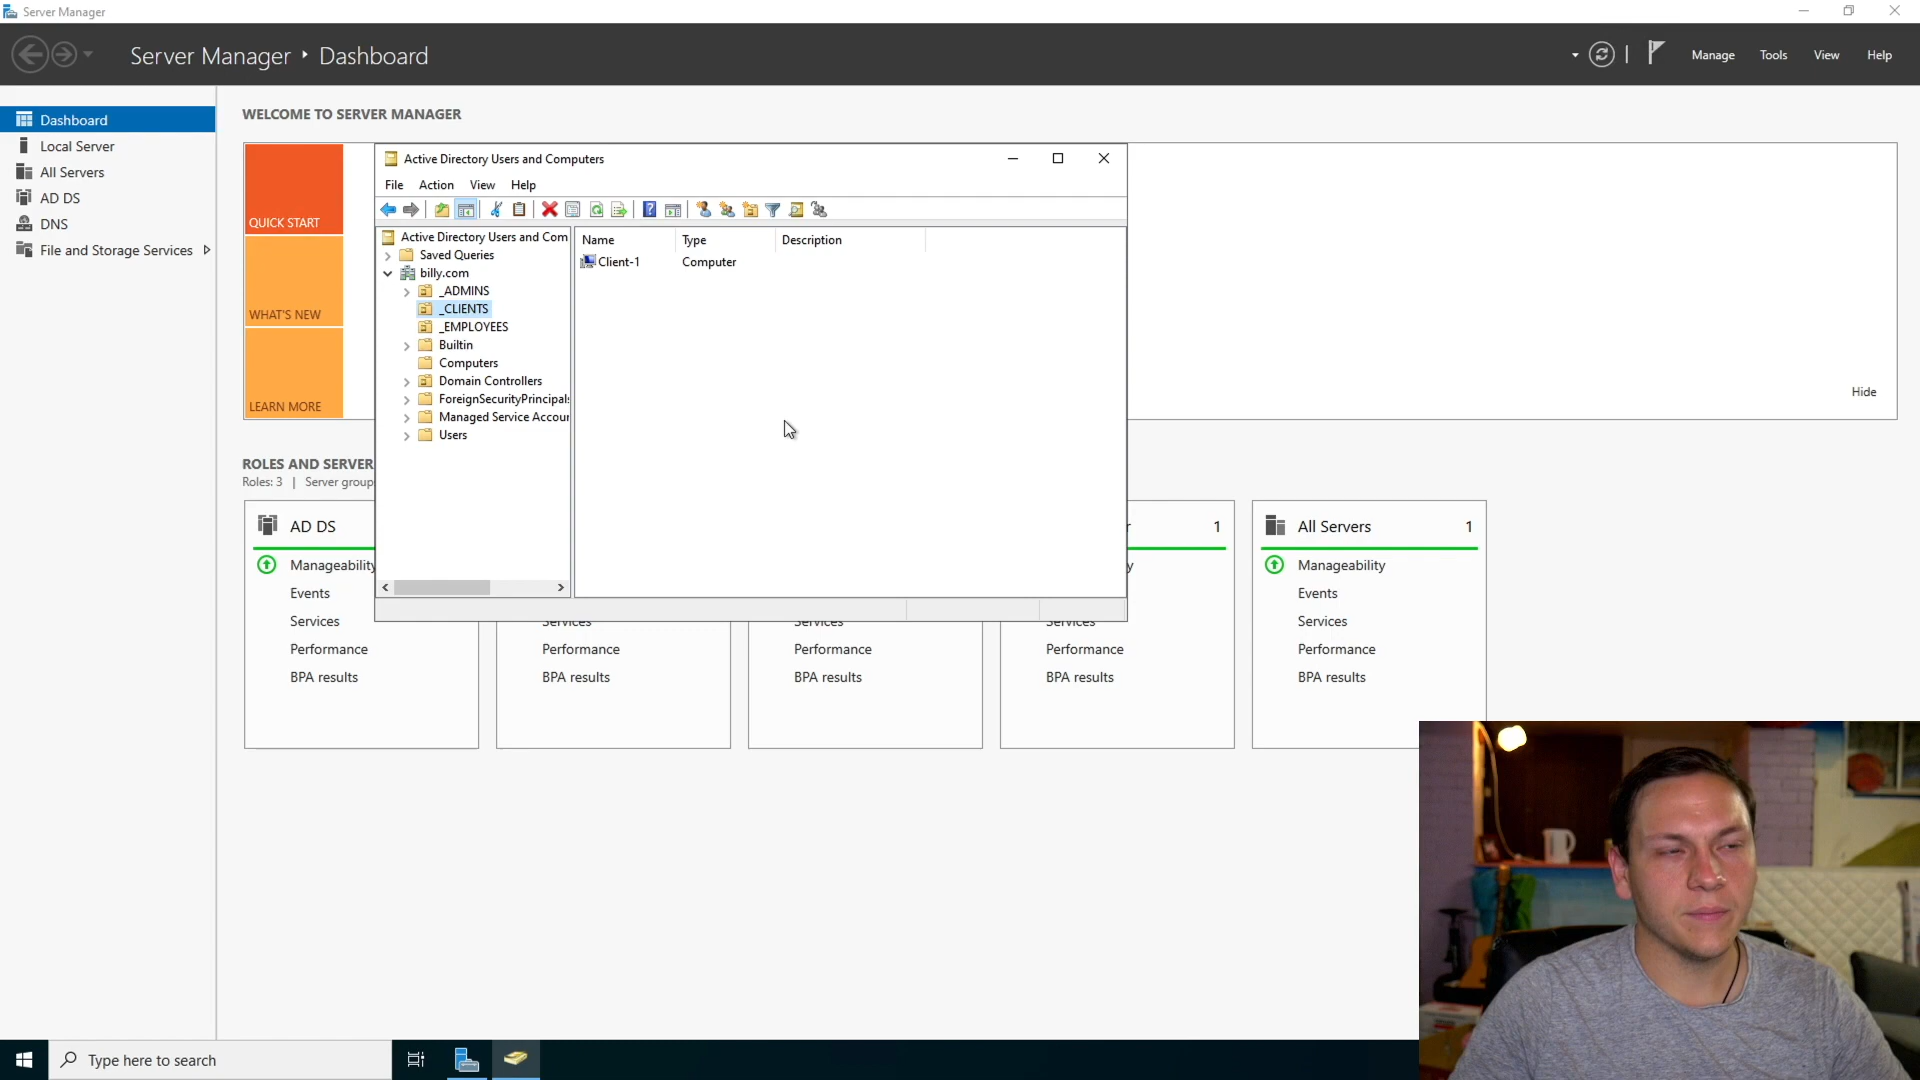 Server Manager
Server Manager ‣ Dashboard
Manage
Tools
View
Help
Dashboard
Local Server
All Servers
AD DS
DNS
File and Storage Services
WELCOME TO SERVER MANAGER
QUICK START
WHAT'S NEW
LEARN MORE
Hide
Active Directory Users and Computers
File
Action
View
Help
Active Directory Users and Com
Saved Queries
billy.com
_ADMINS
_CLIENTS
_EMPLOYEES
Builtin
Computers
Domain Controllers
ForeignSecurityPrincipals
Managed Service Accour
Users
Name
Type
Description
Client-1
Computer
ROLES AND SERVER
Roles: 3 | Server group
AD DS
Manageability
Events
Services
Performance
BPA results
Services
Performance
BPA results
Services
Performance
BPA results
r
1
y
Services
Performance
BPA results
All Servers
1
Manageability
Events
Services
Performance
BPA results
Type here to search